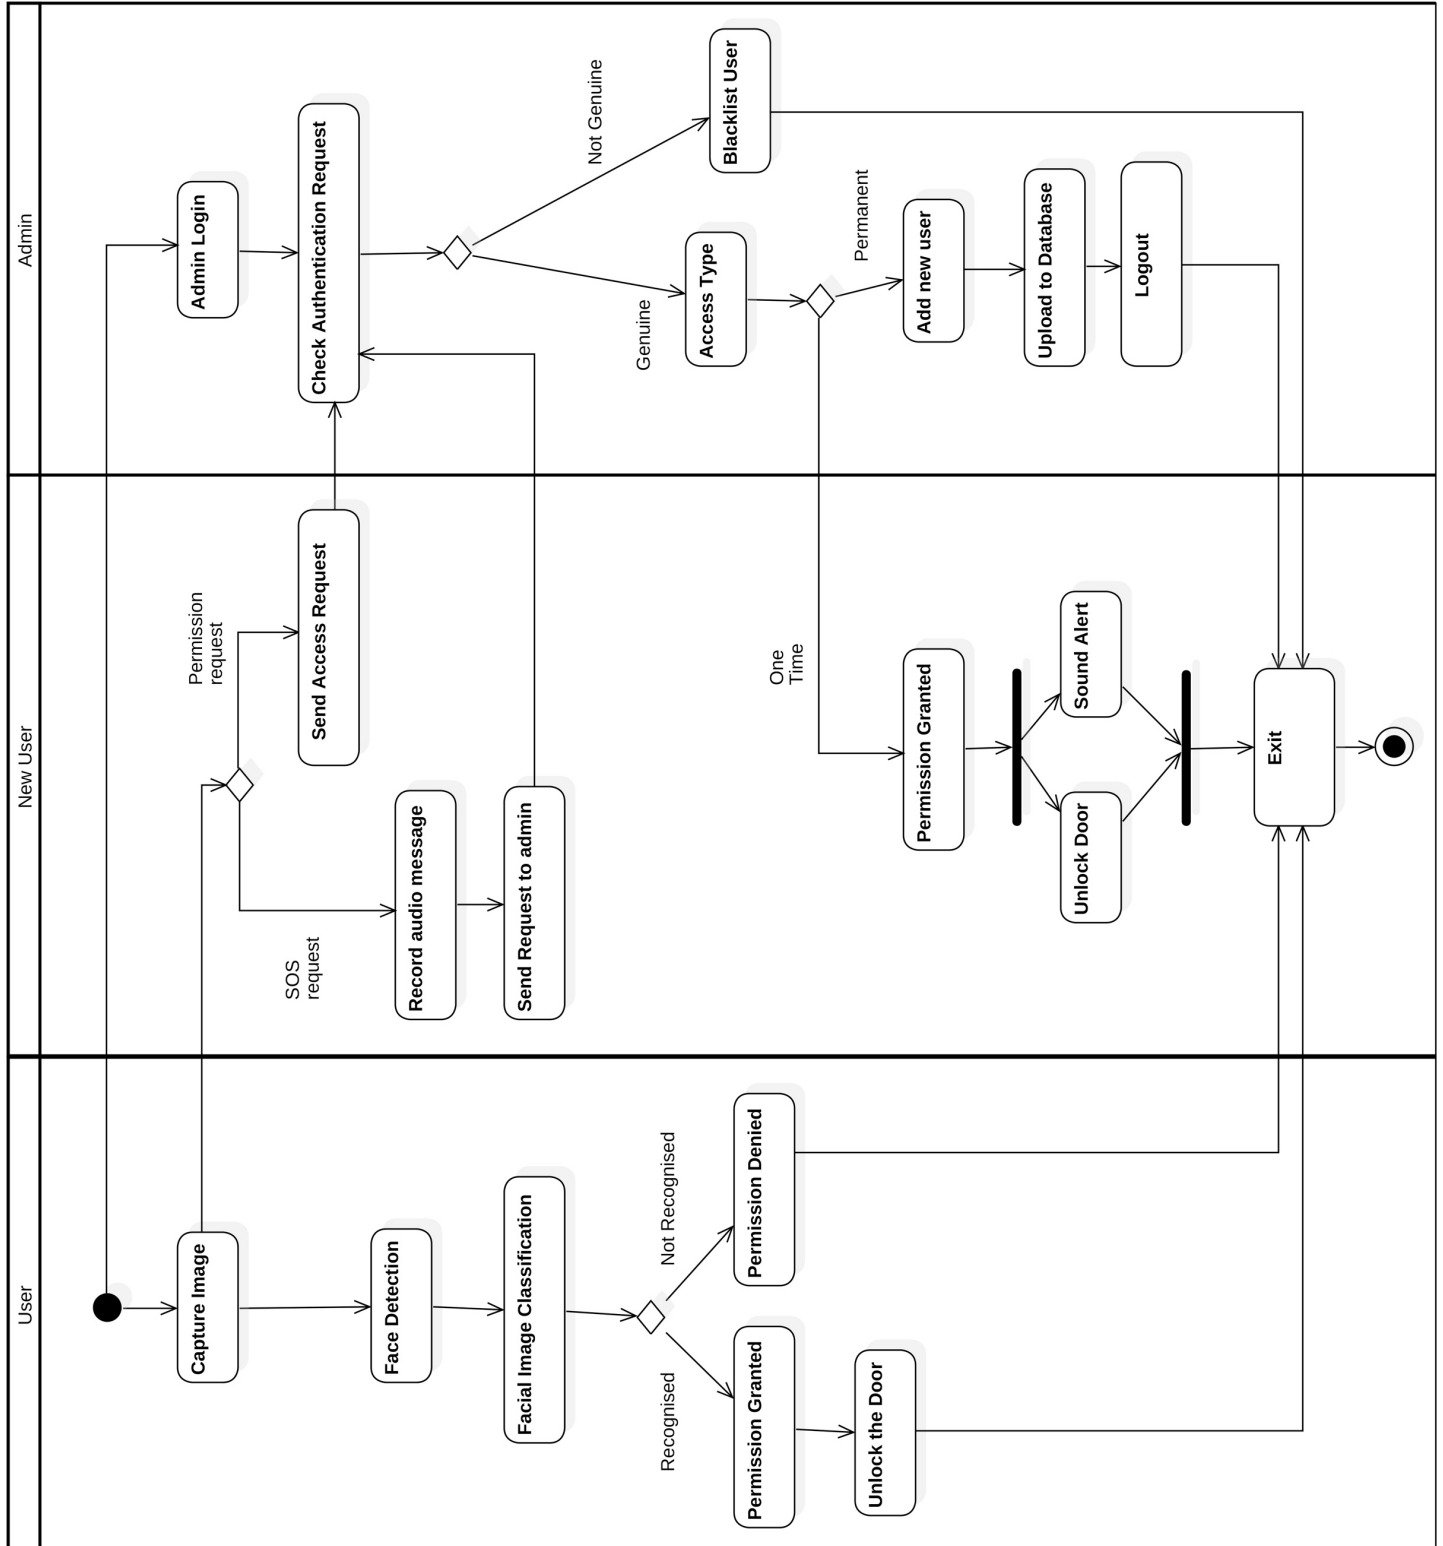 User
New User
Admin
Capture Image
Admin Login
Permission
request
Send Access Request
Check Authentication Request
SOS
request
Face Detection
Record audio message
Facial Image Classification
Send Request to admin
Not Genuine
Genuine
Recognised
Not Recognised
Access Type
Blacklist User
Permission Granted
Permission Denied
One
Time
Permanent
Unlock the Door
Permission Granted
Add new user
Unlock Door
Sound Alert
Upload to Database
Logout
Exit